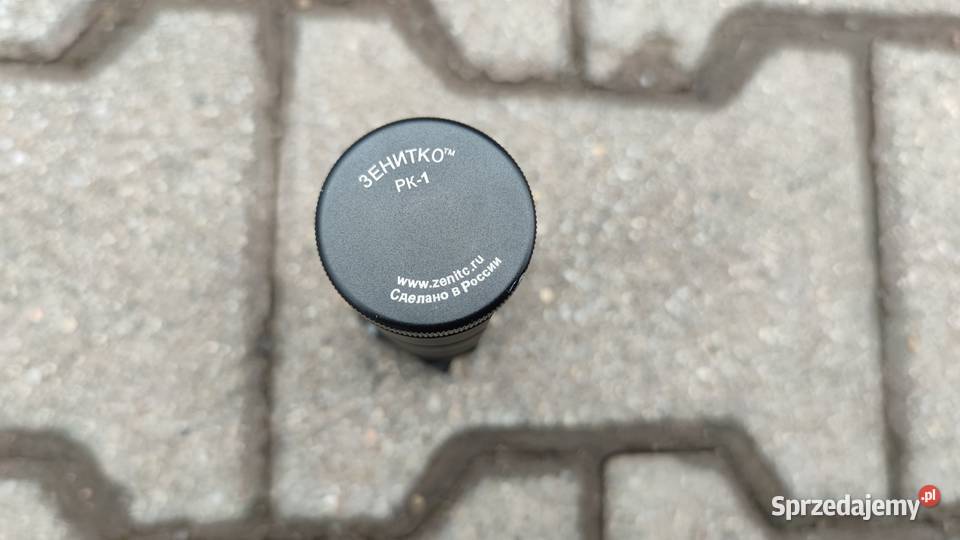 ЗЕНИТКО™
РК-1
www.zenitc.ru
Сделано в России
Sprzedajemy.pl